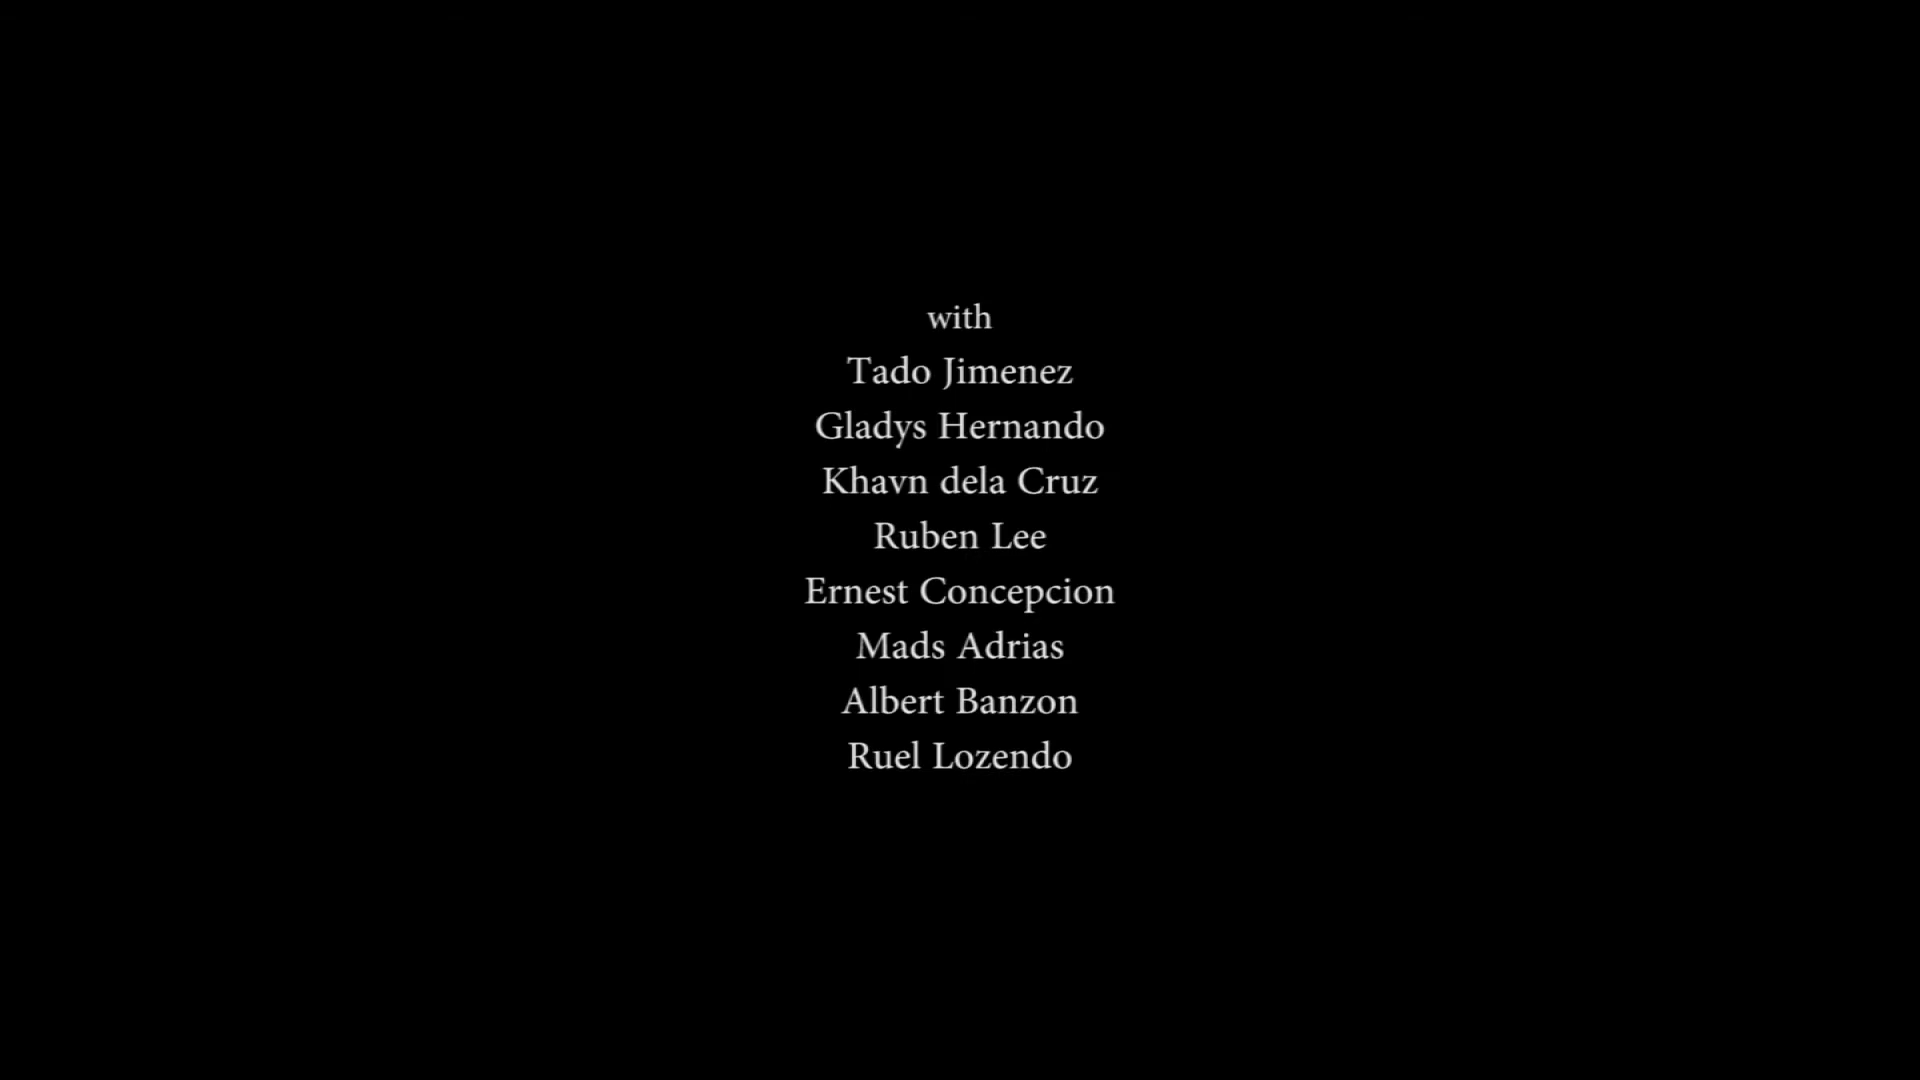 with
Tado Jimenez
Gladys Hernando
Khavn dela Cruz
Ruben Lee
Ernest Concepcion
Mads Adrias
Albert Banzon
Ruel Lozendo